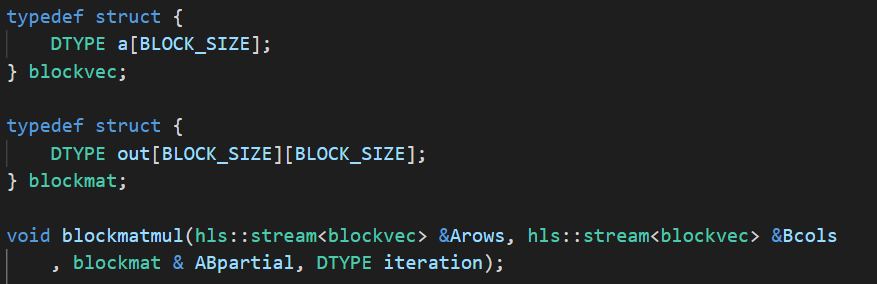 typedef struct {
    DTYPE a[BLOCK_SIZE];
} blockvec;

typedef struct {
    DTYPE out[BLOCK_SIZE][BLOCK_SIZE];
} blockmat;

void blockmatmul(hls::stream<blockvec> &Arows, hls::stream<blockvec> &Bcols
    , blockmat & ABpartial, DTYPE iteration);